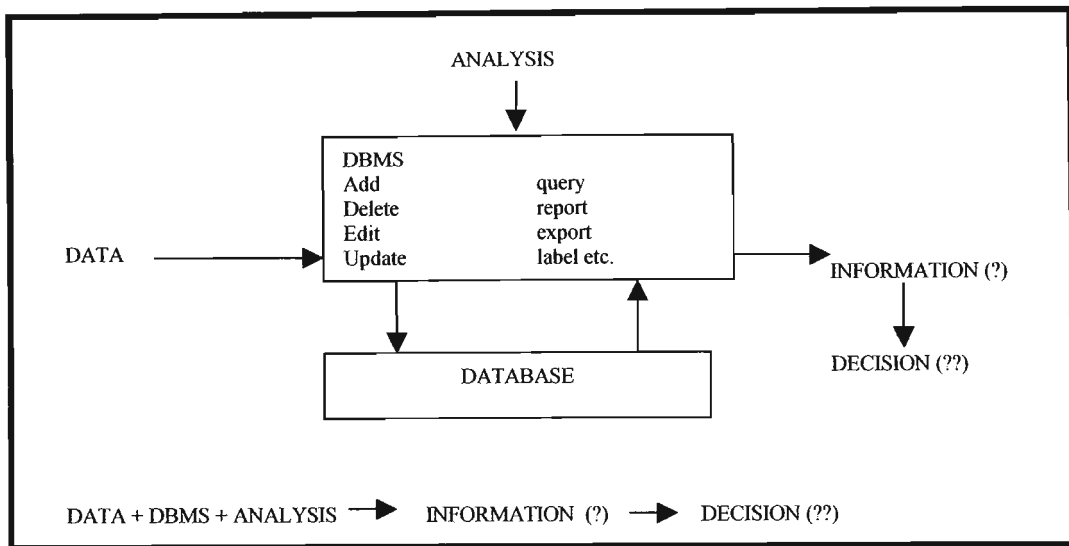 ANALYSIS
DBMS
Add query
Delete report
Edit export
Update label etc.
DATA
INFORMATION (?)
DECISION (??)
DATABASE
DATA + DBMS + ANALYSIS INFORMATION (?) DECISION (??)